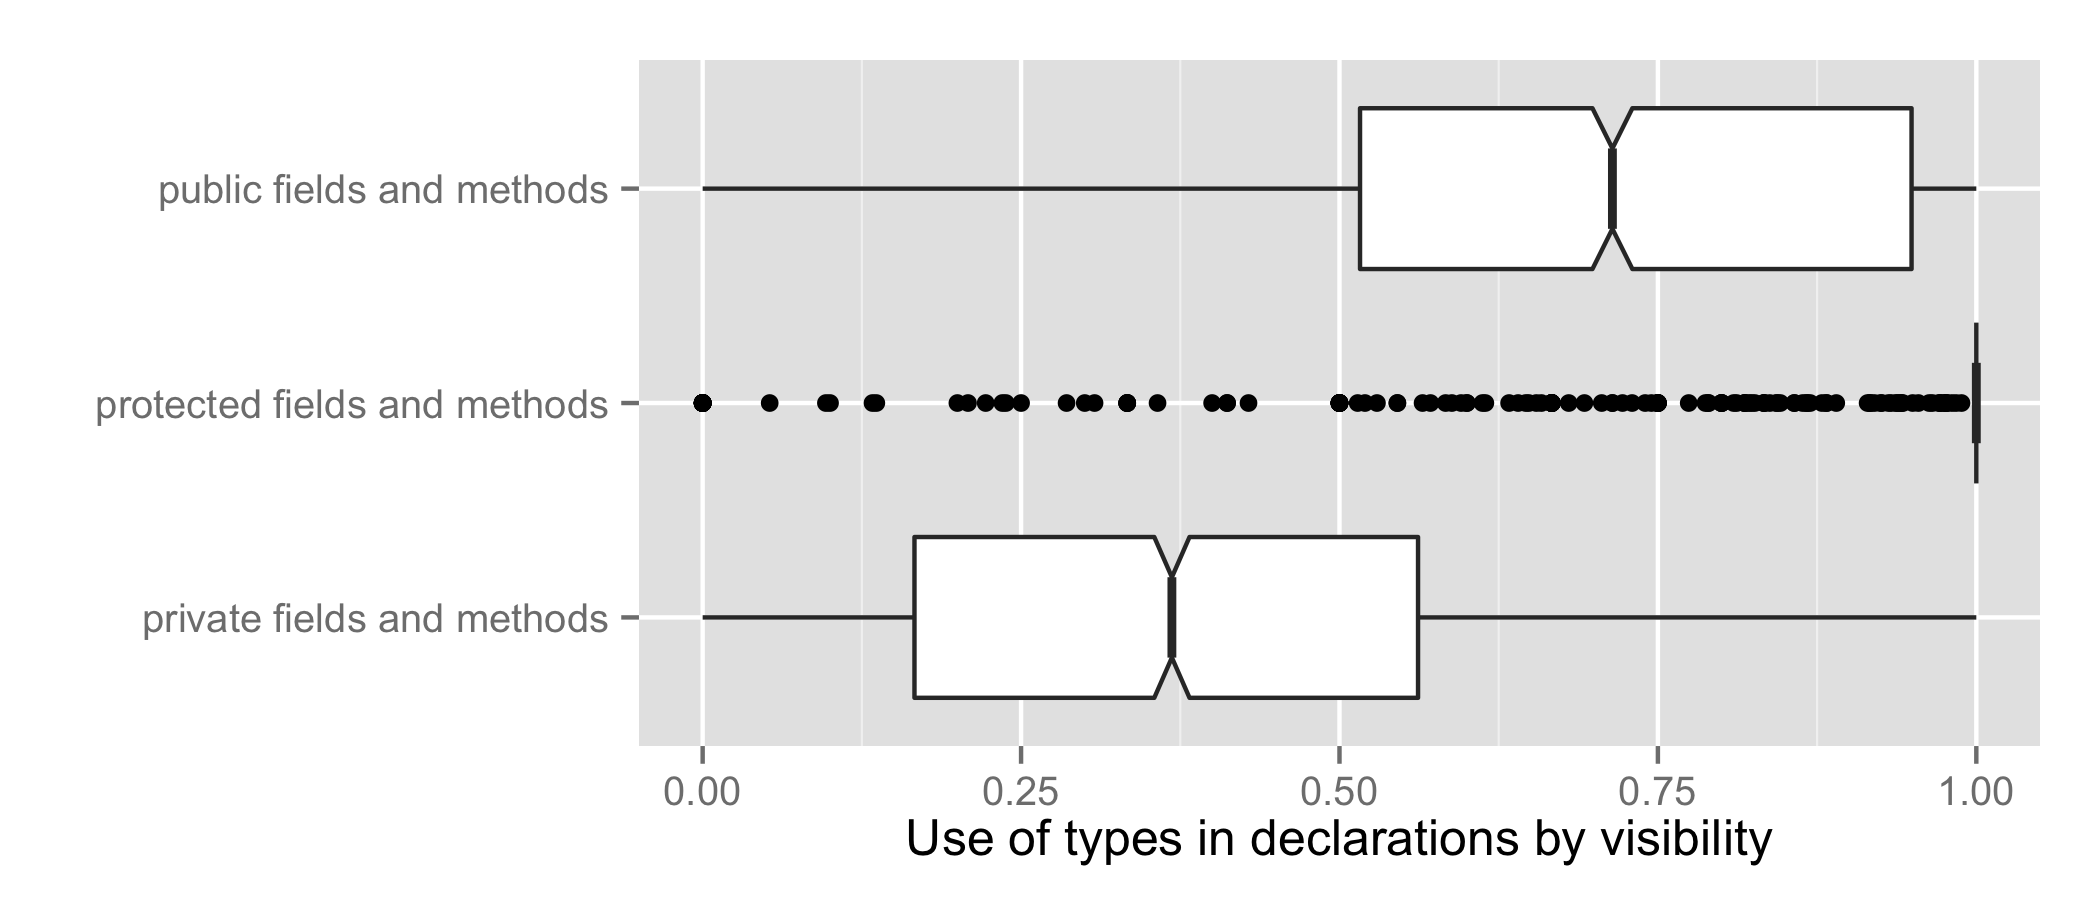 public fields and methods
protected fields and methods
private fields and methods
0.00 0.25 0.50 0.75 1.00
Use of types in declarations by visibility